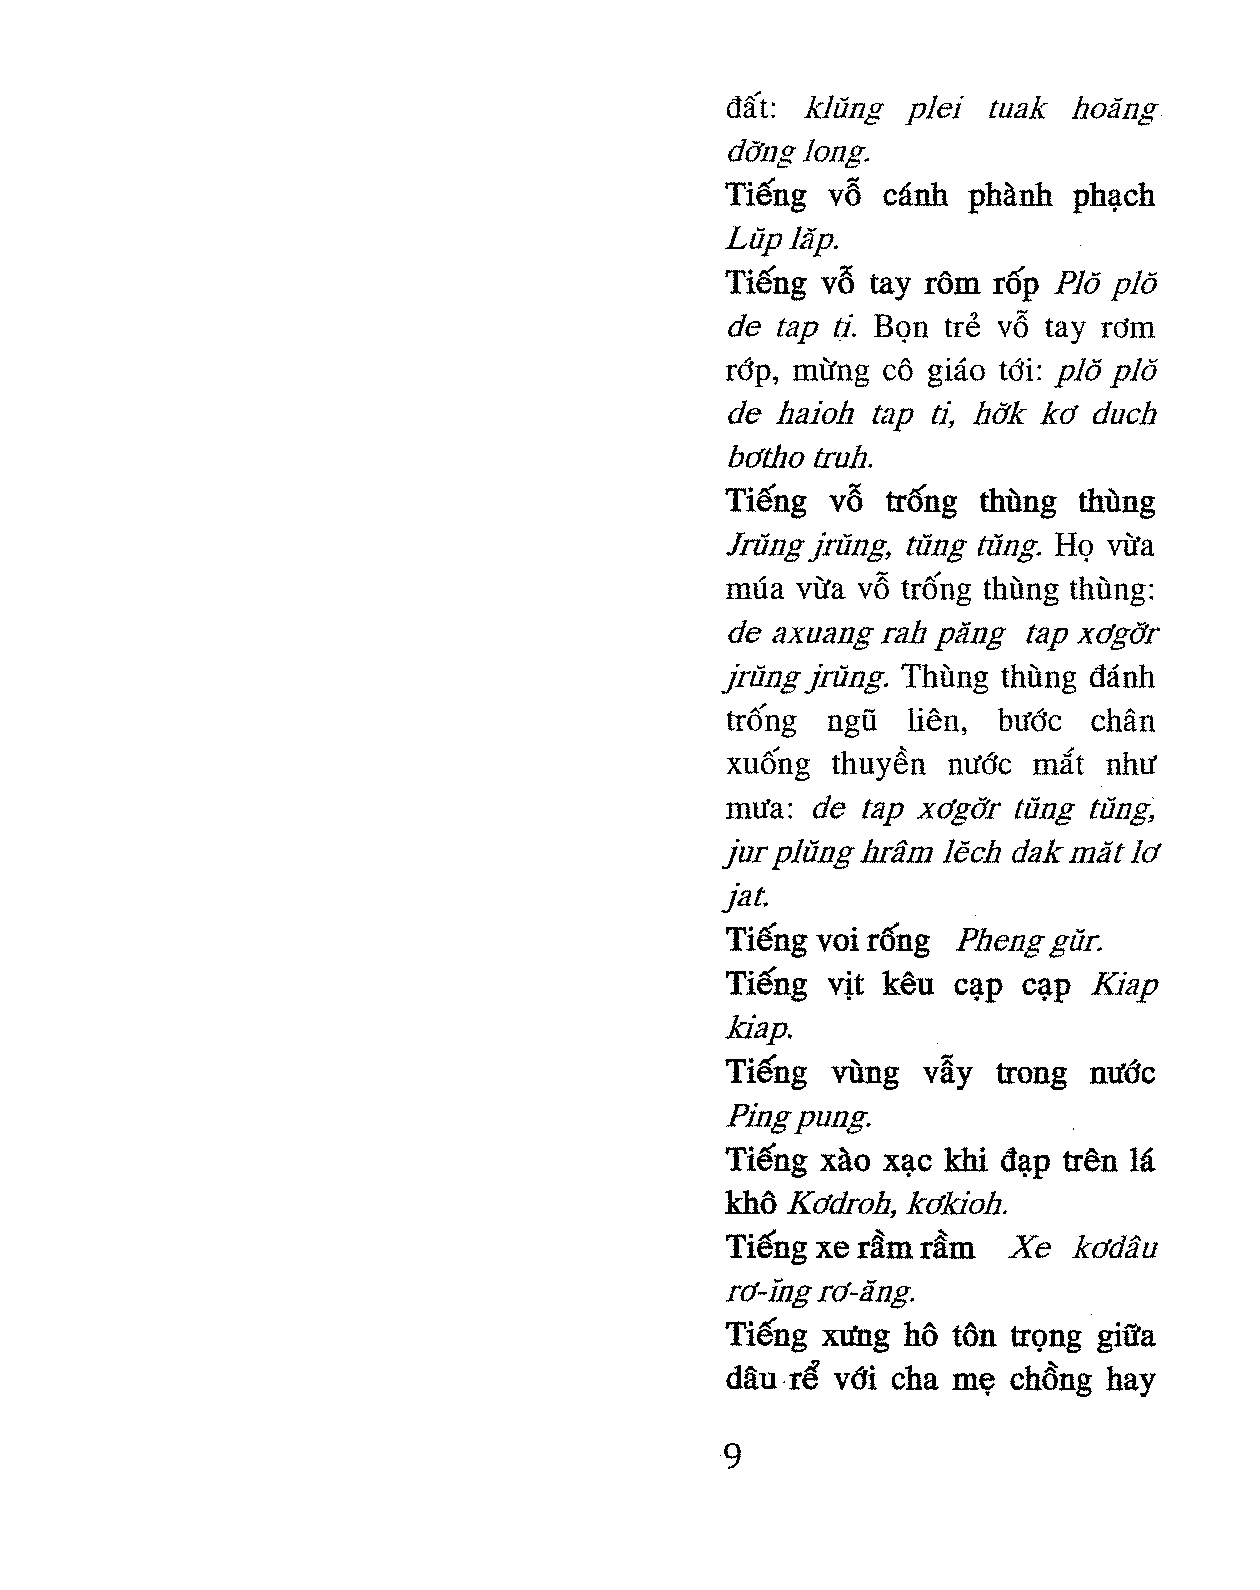 đất: klŭng plei tuak hoăng
dơ̆ng long.
Tiếng vỗ cánh phành phạch
Lŭp lăp.
Tiếng vỗ tay rôm rốp Plŏ plŏ
de tap ti. Bọn trẻ vỗ tay rơm
rớp, mừng cô giáo tới: plŏ plŏ
de haioh tap ti, hơ̆k kơ duch
bơtho truh.
Tiếng vỗ trống thùng thùng
Jrŭng jrŭng, tŭng tŭng. Họ vừa
múa vừa vỗ trống thùng thùng:
de axuang rah păng tap xơgơ̆r
jrŭng jrŭng. Thùng thùng đánh
trống ngũ liên, bước chân
xuống thuyền nước mắt như
mưa: de tap xơgơ̆r tŭng tŭng,
jur plŭng hrâm lĕch dak măt lơ
jat.
Tiếng voi rống Pheng gŭr.
Tiếng vịt kêu cạp cạp Kiap
kiap.
Tiếng vùng vẫy trong nước
Ping pung.
Tiếng xào xạc khi đạp trên lá
khô Kơdroh, kơkioh.
Tiếng xe rầm rầm Xe kơdâu
rơ-ĭng rơ-ăng.
Tiếng xưng hô tôn trọng giữa
dâu rể với cha mẹ chồng hay
9